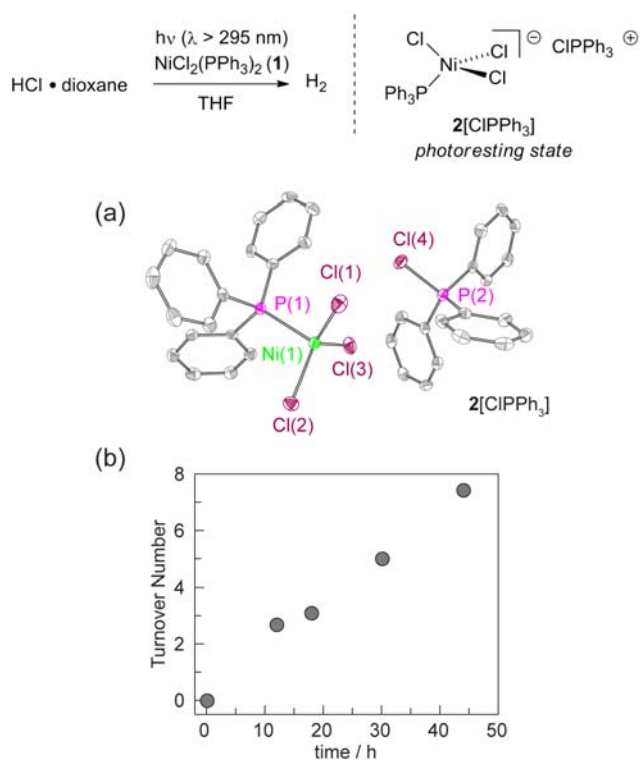 hν (λ > 295 nm)
NiCl2(PPh3)2 (1)
HCl • dioxane
H2
THF
Cl
Ni
Cl
Cl
Ph3P
⊖
ClPPh3
⊕
2[ClPPh3]
photoresting state
(a)
Cl(1)
P(1)
Ni(1)
Cl(3)
Cl(2)
Cl(4)
P(2)
2[ClPPh3]
(b)
Turnover Number
8
6
4
2
0
0 10 20 30 40 50
time / h